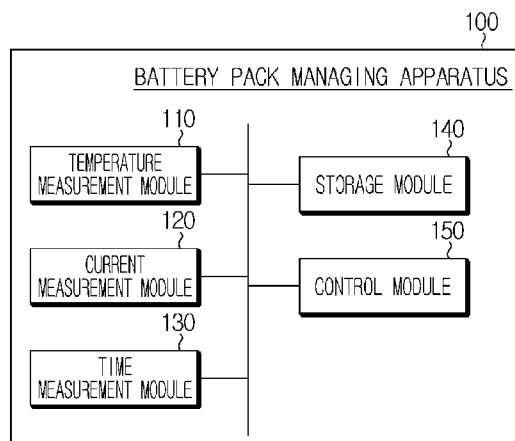 100
BATTERY PACK MANAGING APPARATUS
110
TEMPERATURE
MEASUREMENT MODULE
120
CURRENT
MEASUREMENT MODULE
130
TIME
MEASUREMENT MODULE
140
STORAGE MODULE
150
CONTROL MODULE